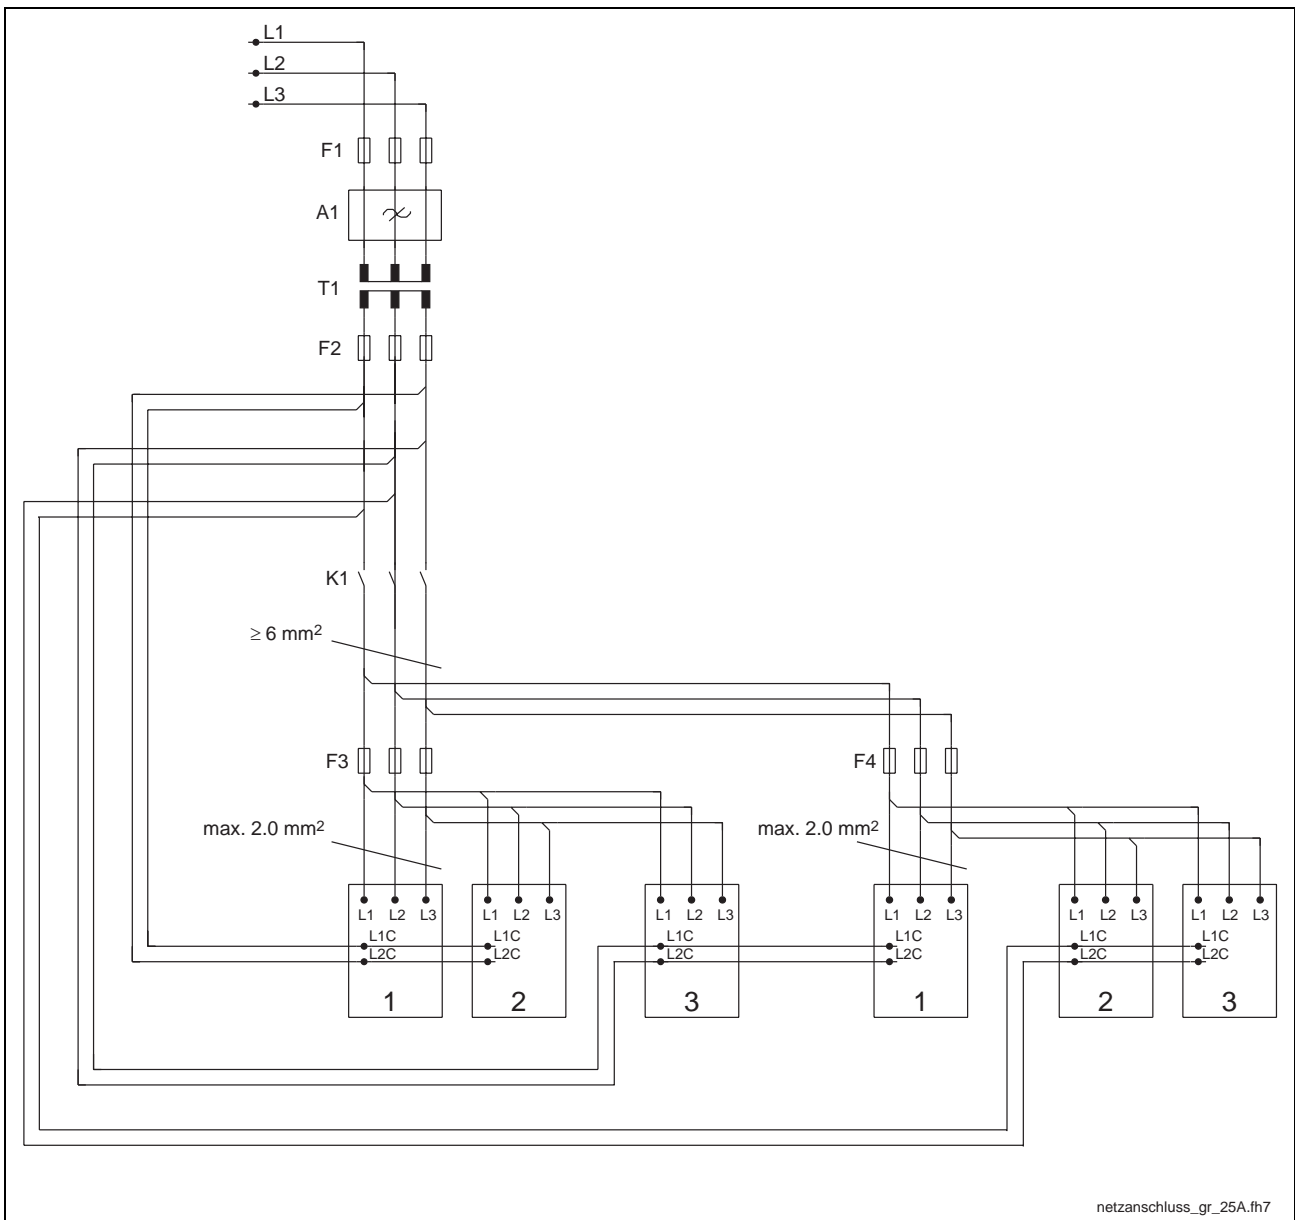 L1
L2
L3
F1
A1
T1
F2
K1
≥ 6 mm²
F3
F4
max. 2.0 mm²
max. 2.0 mm²
L1 L2 L3 L1 L2 L3 L1 L2 L3 L1 L2 L3 L1 L2 L3 L1 L2 L3
L1C L1C L1C L1C L1C L1C
L2C L2C L2C L2C L2C L2C
1 2 3 1 2 3
netzanschluss_gr_25A.fh7